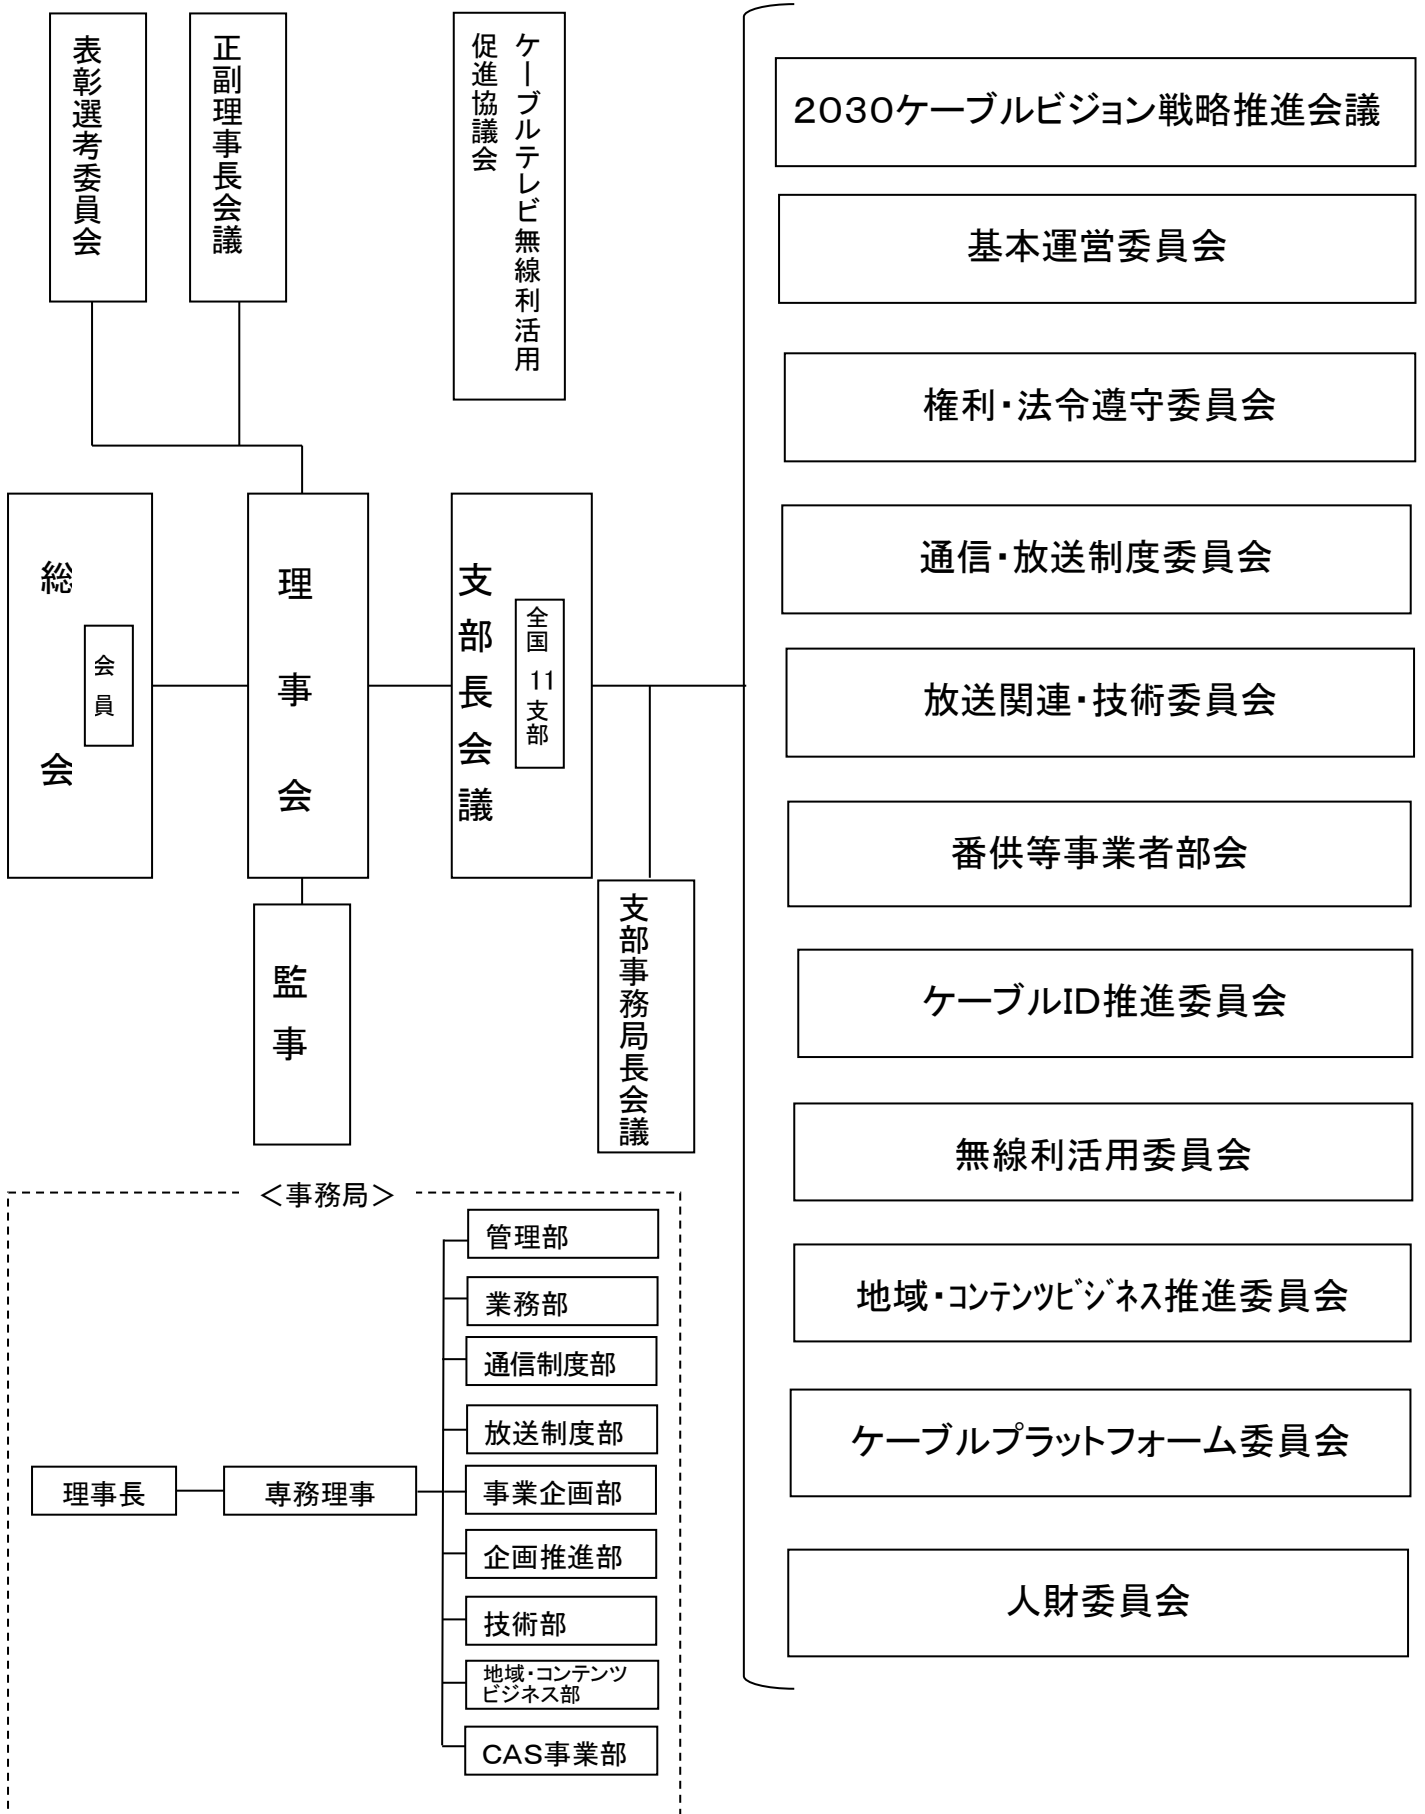 表彰選考委員会
正副理事長会議
ケーブルテレビ無線利活用
促進協議会
総会
会員
理事会
支部長会議
全国11支部
監事
支部事務局長会議
2030ケーブルビジョン戦略推進会議
基本運営委員会
権利・法令遵守委員会
通信・放送制度委員会
放送関連・技術委員会
番供等事業者部会
ケーブルID推進委員会
無線利活用委員会
地域・コンテンツビジネス推進委員会
ケーブルプラットフォーム委員会
人財委員会
＜事務局＞
理事長
専務理事
管理部
業務部
通信制度部
放送制度部
事業企画部
企画推進部
技術部
地域・コンテンツ
ビジネス部
CAS事業部